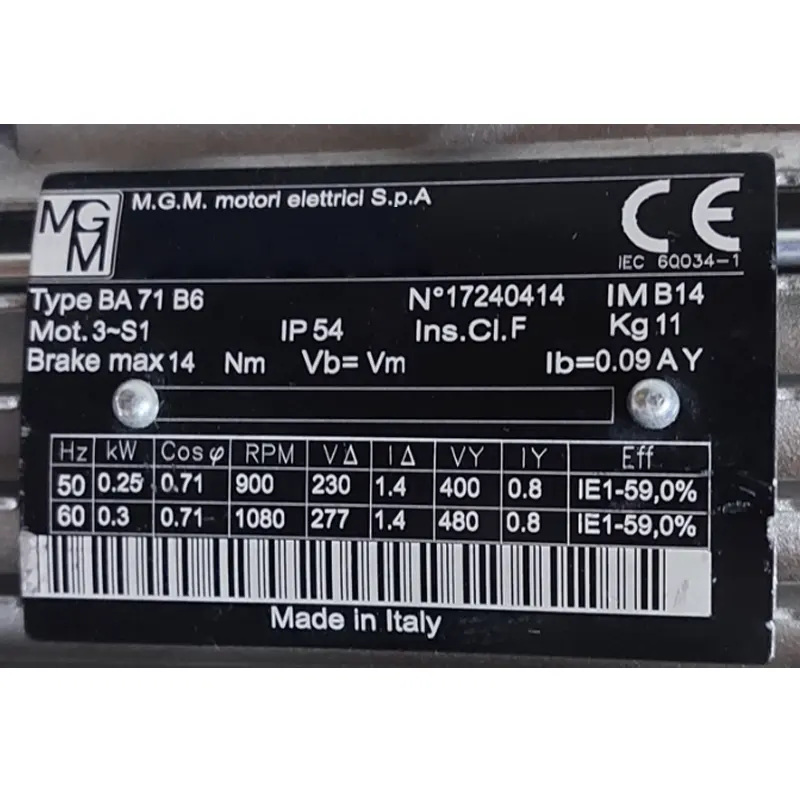 MGM
M.G.M. motori elettrici S.p.A
CE
IEC 60034-1
Type BA 71 B6 N°17240414 IM B14
Mot. 3~S1 IP 54 Ins.Cl. F Kg 11
Brake max 14 Nm Vb= Vm Ib=0.09 A Y
Hz kW Cos φ RPM V Δ I Δ VY IY Eff
50 0.25 0.71 900 230 1.4 400 0.8 IE1-59,0%
60 0.3 0.71 1080 277 1.4 480 0.8 IE1-59,0%
Made in Italy